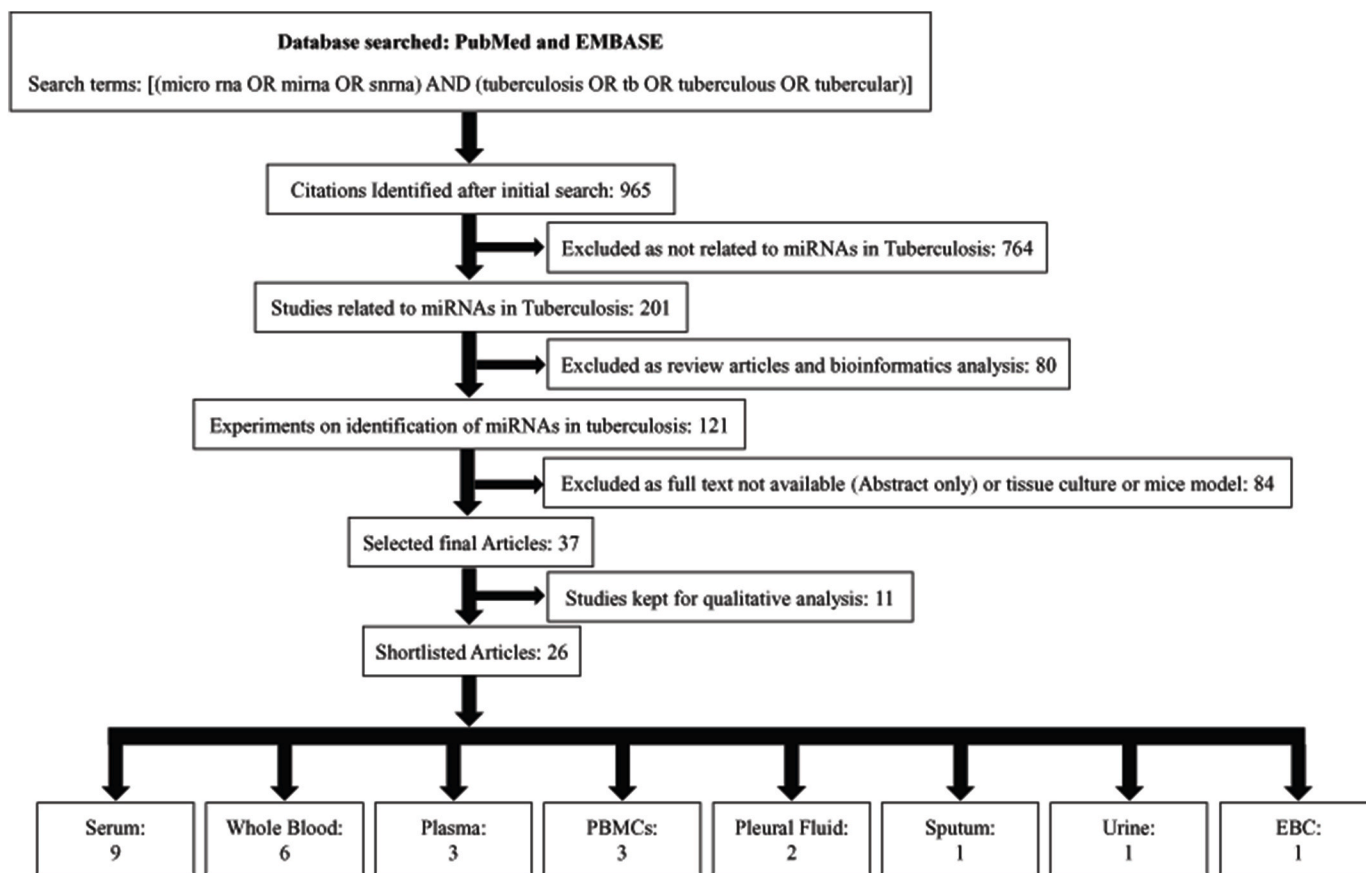 Database searched: PubMed and EMBASE
Search terms: [(micro rna OR mirna OR snrna) AND (tuberculosis OR tb OR tuberculous OR tubercular)]
Citations Identified after initial search: 965
Excluded as not related to miRNAs in Tuberculosis: 764
Studies related to miRNAs in Tuberculosis: 201
Excluded as review articles and bioinformatics analysis: 80
Experiments on identification of miRNAs in tuberculosis: 121
Excluded as full text not available (Abstract only) or tissue culture or mice model: 84
Selected final Articles: 37
Studies kept for qualitative analysis: 11
Shortlisted Articles: 26
Serum:
9
Whole Blood:
6
Plasma:
3
PBMCs:
3
Pleural Fluid:
2
Sputum:
1
Urine:
1
EBC:
1